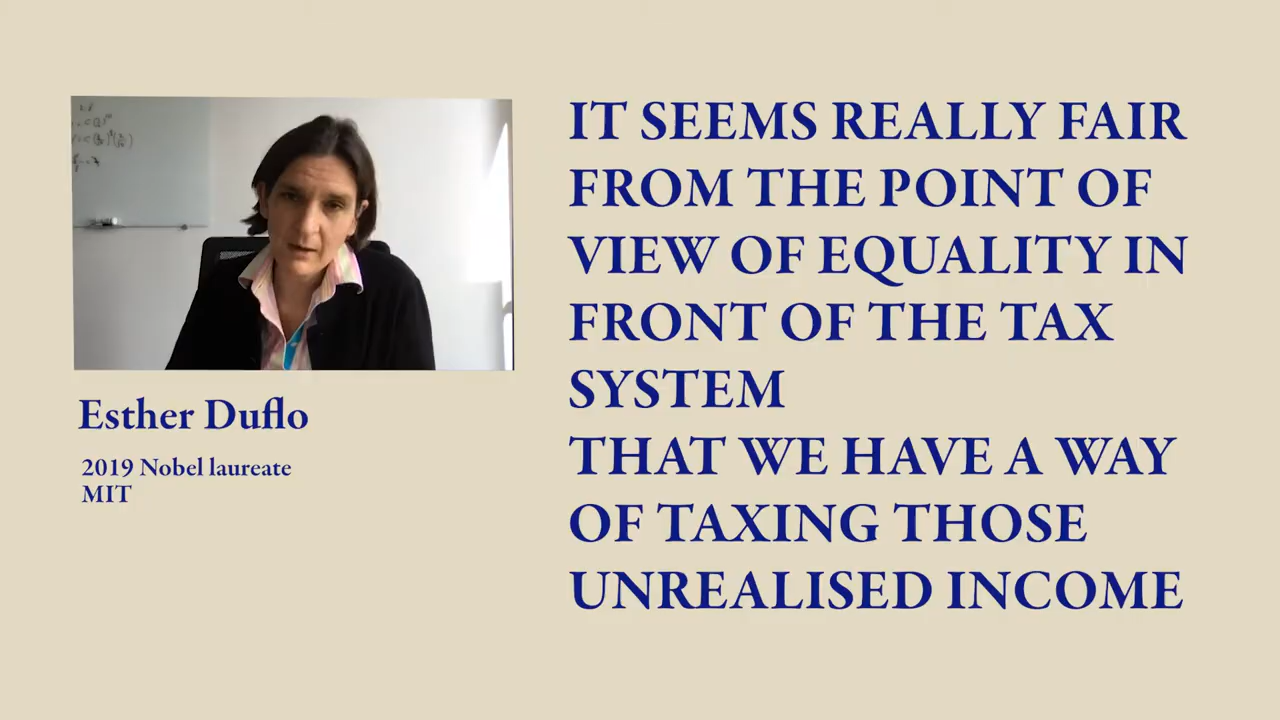 IT SEEMS REALLY FAIR
FROM THE POINT OF
VIEW OF EQUALITY IN
FRONT OF THE TAX
SYSTEM
THAT WE HAVE A WAY
OF TAXING THOSE
UNREALISED INCOME
Esther Duflo
2019 Nobel laureate
MIT